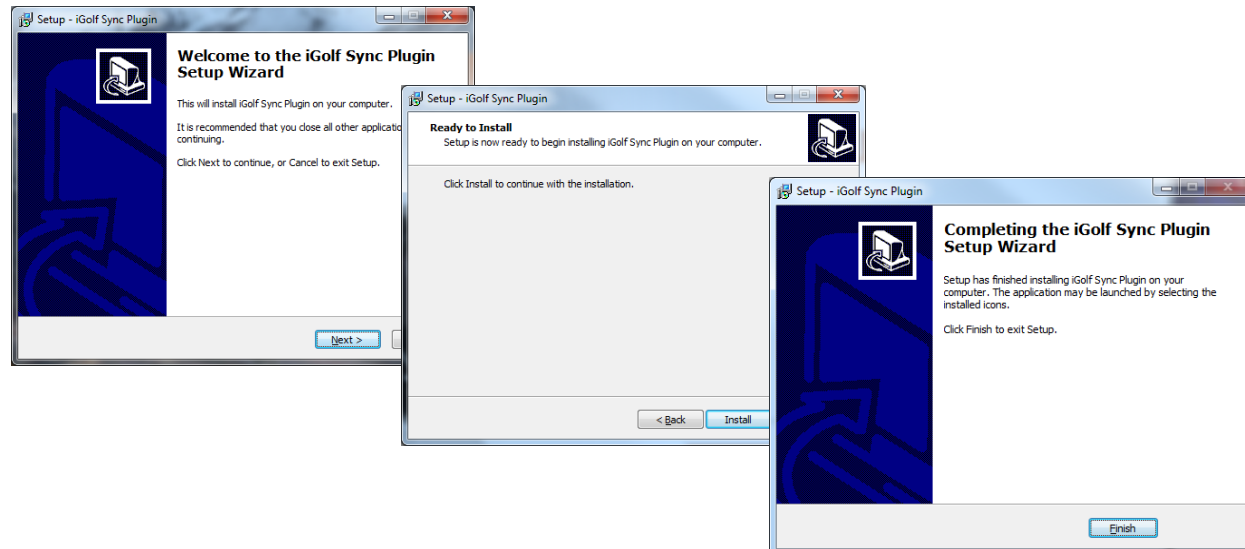 Setup - iGolf Sync Plugin
Welcome to the iGolf Sync Plugin
Setup Wizard
This will install iGolf Sync Plugin on your computer.
It is recommended that you close all other
continuing.
Click Next to continue, or Cancel to exit Setup.
Next >
Setup - iGolf Sync Plugin
Ready to Install
Setup is now ready to begin installing iGolf Sync Plugin on your computer.
Click Install to continue with the installation.
< Back Install
Setup - iGolf Sync Plugin
Completing the iGolf Sync Plugin
Setup Wizard
Setup has finished installing iGolf Sync Plugin on your
computer. The application may be launched by selecting the
installed icons.
Click Finish to exit Setup.
Finish